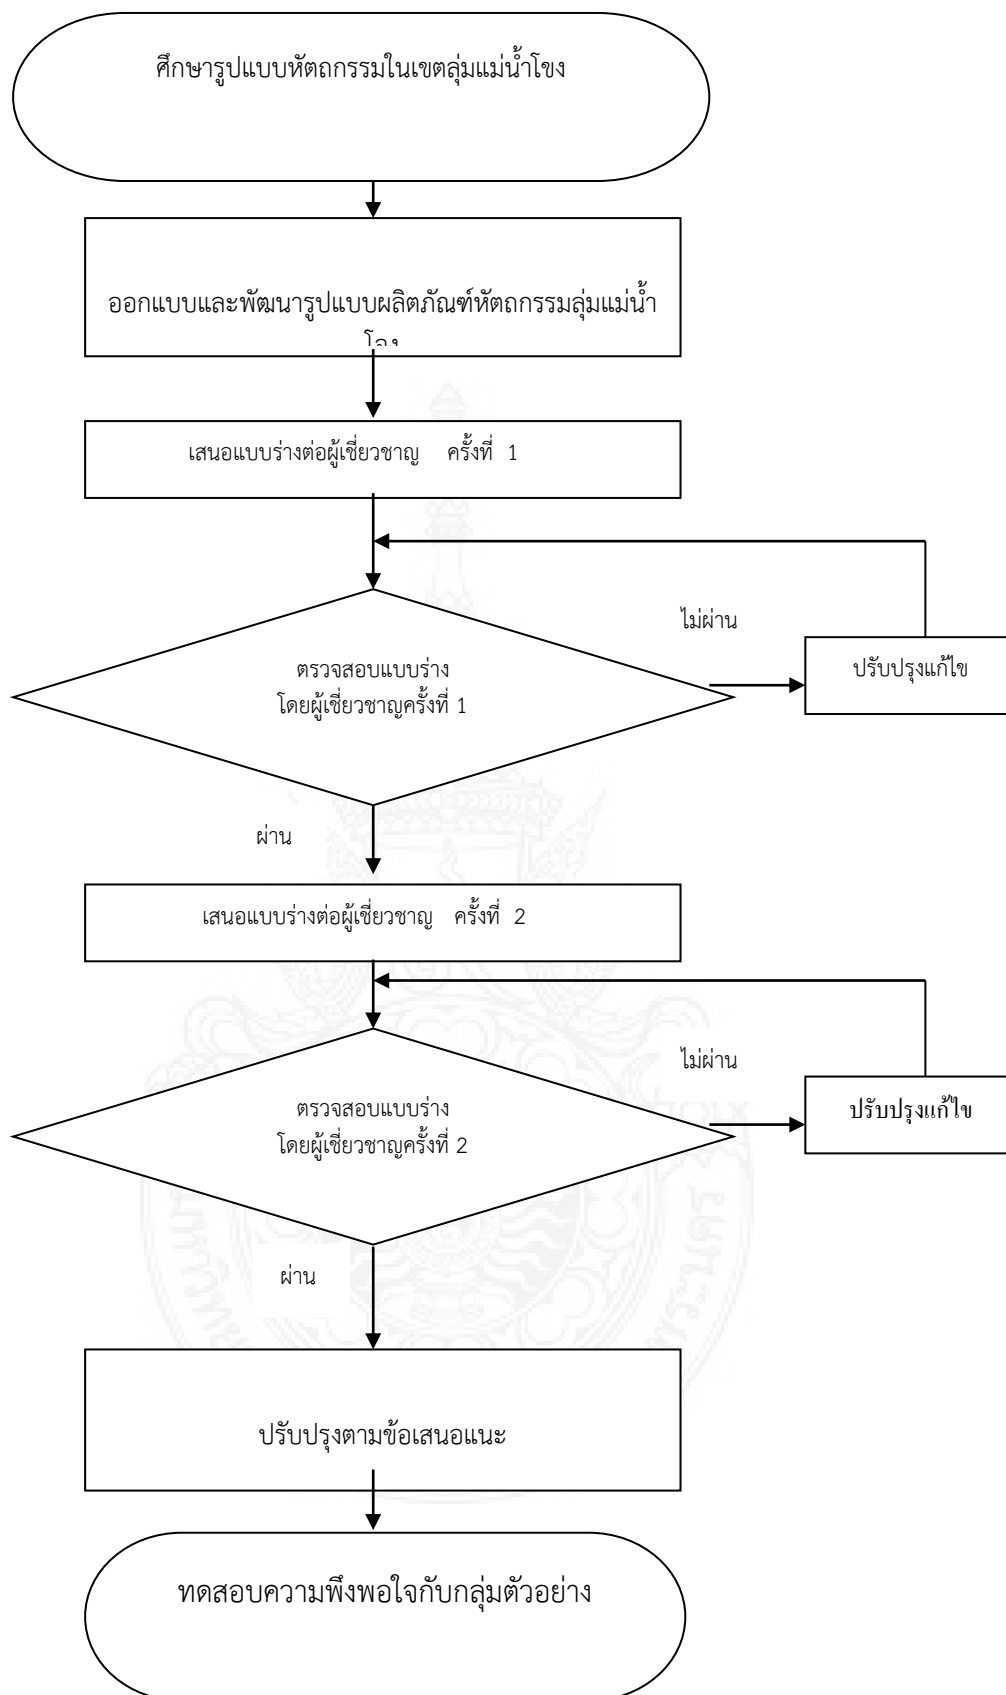 ศึกษารูปแบบหัตถกรรมในเขตลุ่มแม่น้ำโขง
ออกแบบและพัฒนารูปแบบผลิตภัณฑ์หัตถกรรมลุ่มแม่น้ำ
โขง
เสนอแบบร่างต่อผู้เชี่ยวชาญ ครั้งที่ 1
ไม่ผ่าน
ตรวจสอบแบบร่าง
โดยผู้เชี่ยวชาญครั้งที่ 1
ปรับปรุงแก้ไข
ผ่าน
เสนอแบบร่างต่อผู้เชี่ยวชาญ ครั้งที่ 2
ไม่ผ่าน
ตรวจสอบแบบร่าง
โดยผู้เชี่ยวชาญครั้งที่ 2
ปรับปรุงแก้ไข
ผ่าน
ปรับปรุงตามข้อเสนอแนะ
ทดสอบความพึงพอใจกับกลุ่มตัวอย่าง